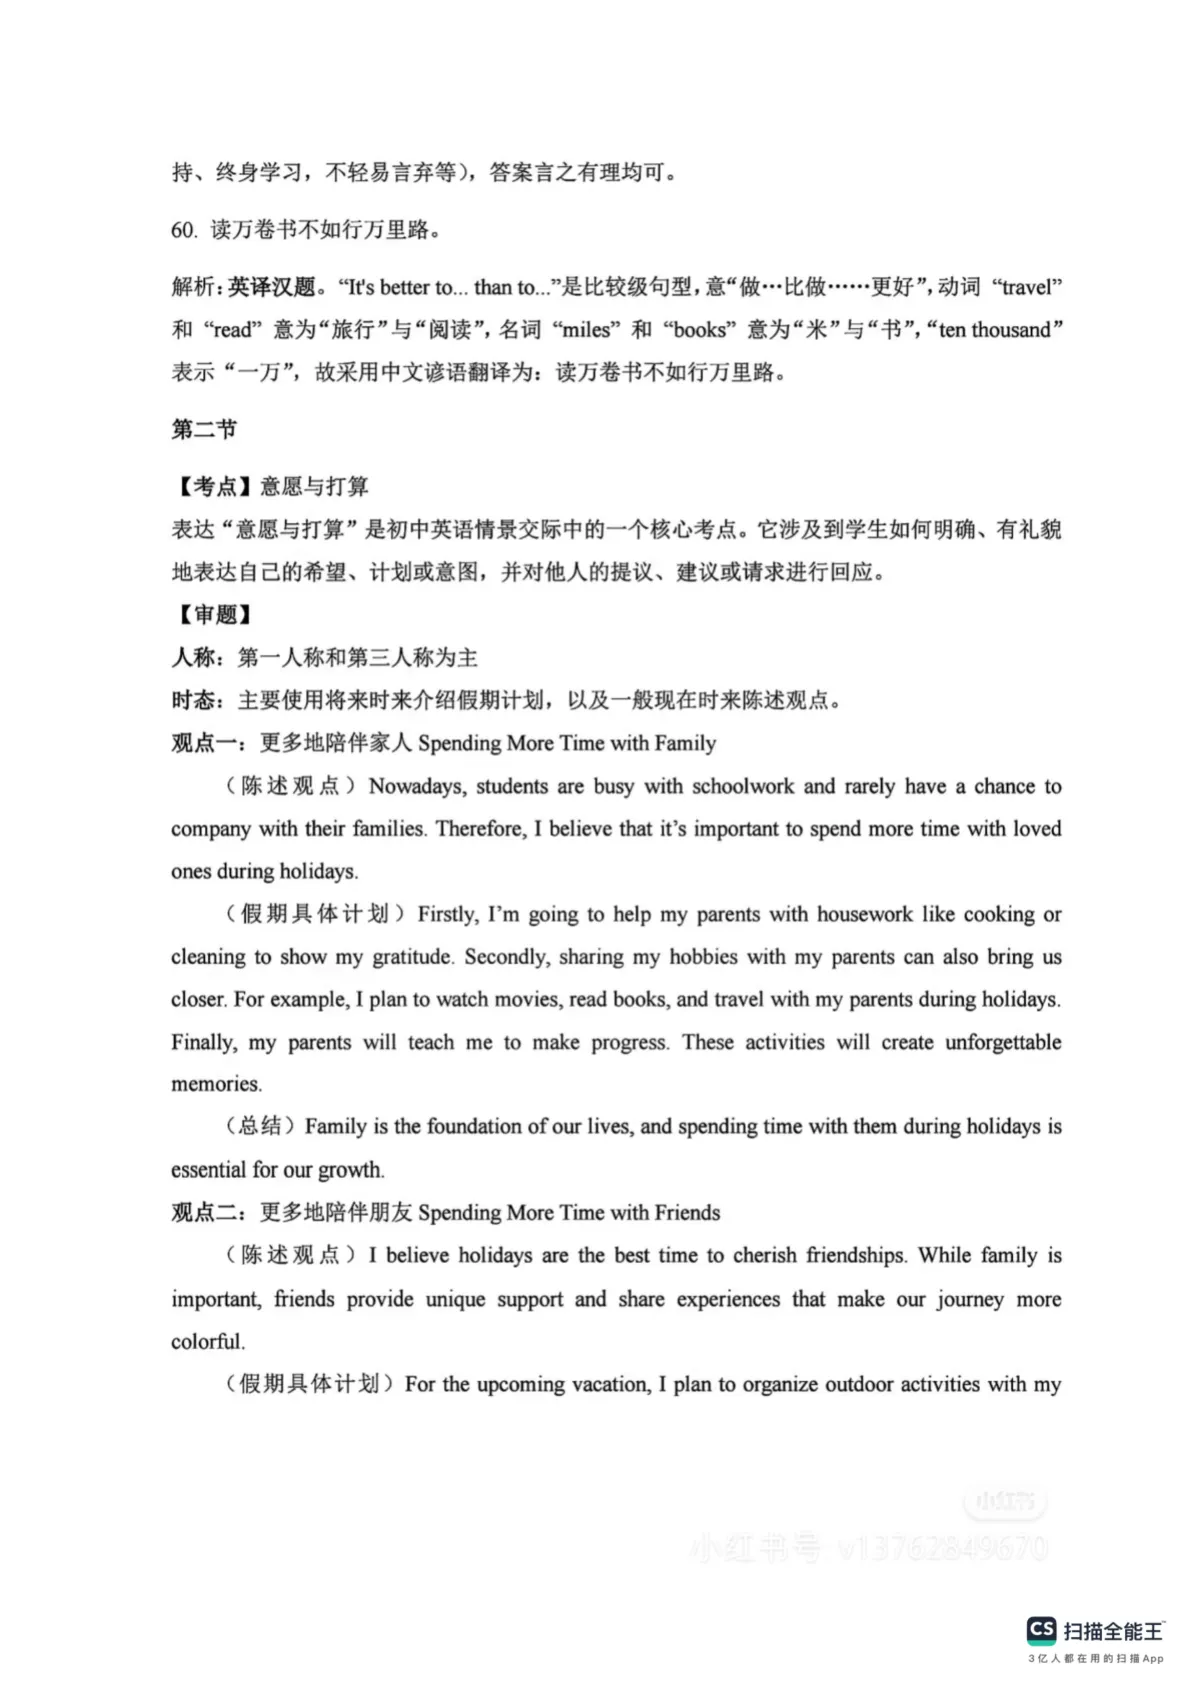 持、终身学习，不轻易言弃等），答案言之有理均可。
60. 读万卷书不如行万里路。
解析：英译汉题。“It's better to... than to...”是比较级句型，意“做…比做……更好”，动词 “travel”
和 “read” 意为“旅行”与“阅读”，名词 “miles” 和 “books” 意为“米”与“书”，“ten thousand”
表示“一万”，故采用中文谚语翻译为：读万卷书不如行万里路。
第二节
【考点】意愿与打算
表达“意愿与打算”是初中英语情景交际中的一个核心考点。它涉及到学生如何明确、有礼貌
地表达自己的希望、计划或意图，并对他人的提议、建议或请求进行回应。
【审题】
人称：第一人称和第三人称为主
时态：主要使用将来时来介绍假期计划，以及一般现在时来陈述观点。
观点一：更多地陪伴家人 Spending More Time with Family
（陈述观点）Nowadays, students are busy with schoolwork and rarely have a chance to
company with their families. Therefore, I believe that it’s important to spend more time with loved
ones during holidays.
（假期具体计划）Firstly, I’m going to help my parents with housework like cooking or
cleaning to show my gratitude. Secondly, sharing my hobbies with my parents can also bring us
closer. For example, I plan to watch movies, read books, and travel with my parents during holidays.
Finally, my parents will teach me to make progress. These activities will create unforgettable
memories.
（总结）Family is the foundation of our lives, and spending time with them during holidays is
essential for our growth.
观点二：更多地陪伴朋友 Spending More Time with Friends
（陈述观点）I believe holidays are the best time to cherish friendships. While family is
important, friends provide unique support and share experiences that make our journey more
colorful.
（假期具体计划）For the upcoming vacation, I plan to organize outdoor activities with my
小红书
小红书号 v13762849670
CS 扫描全能王™
3亿人都在用的扫描App